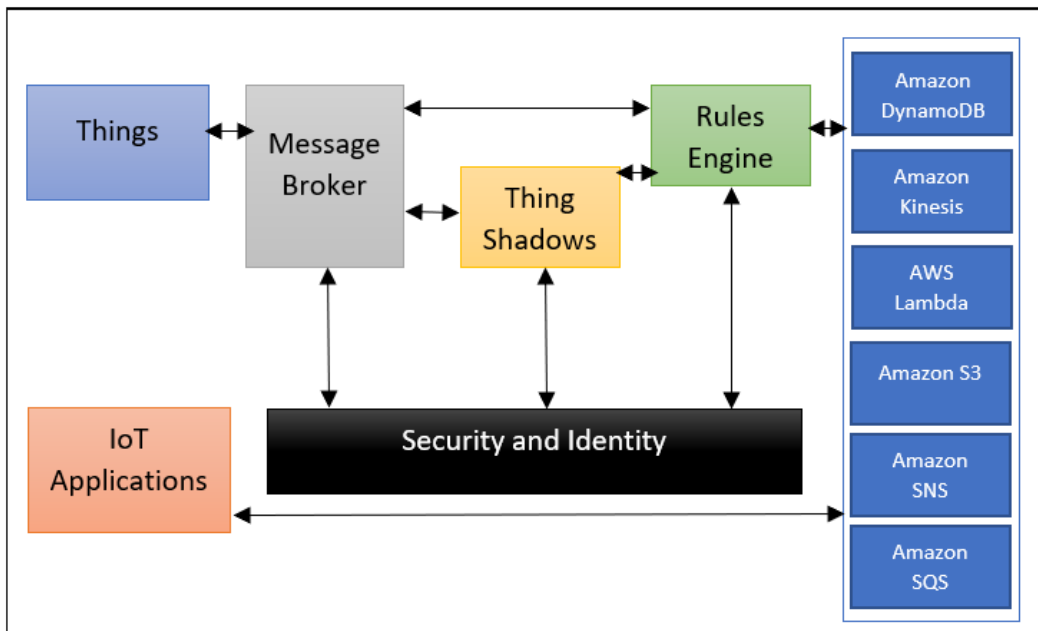 Things
Message
Broker
Thing
Shadows
Rules
Engine
Amazon
DynamoDB
Amazon
Kinesis
AWS
Lambda
Amazon S3
Amazon
SNS
Amazon
SQS
IoT
Applications
Security and Identity